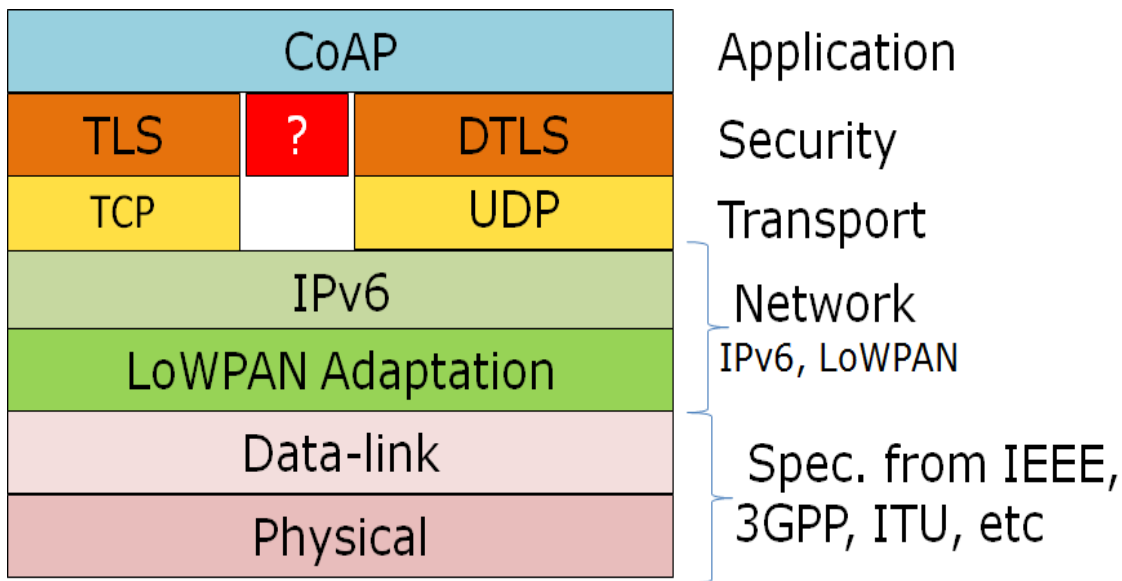 CoAP
Application
TLS
?
DTLS
Security
TCP
UDP
Transport
IPv6
Network
IPv6, LoWPAN
LoWPAN Adaptation
Data-link
Spec. from IEEE,
3GPP, ITU, etc
Physical